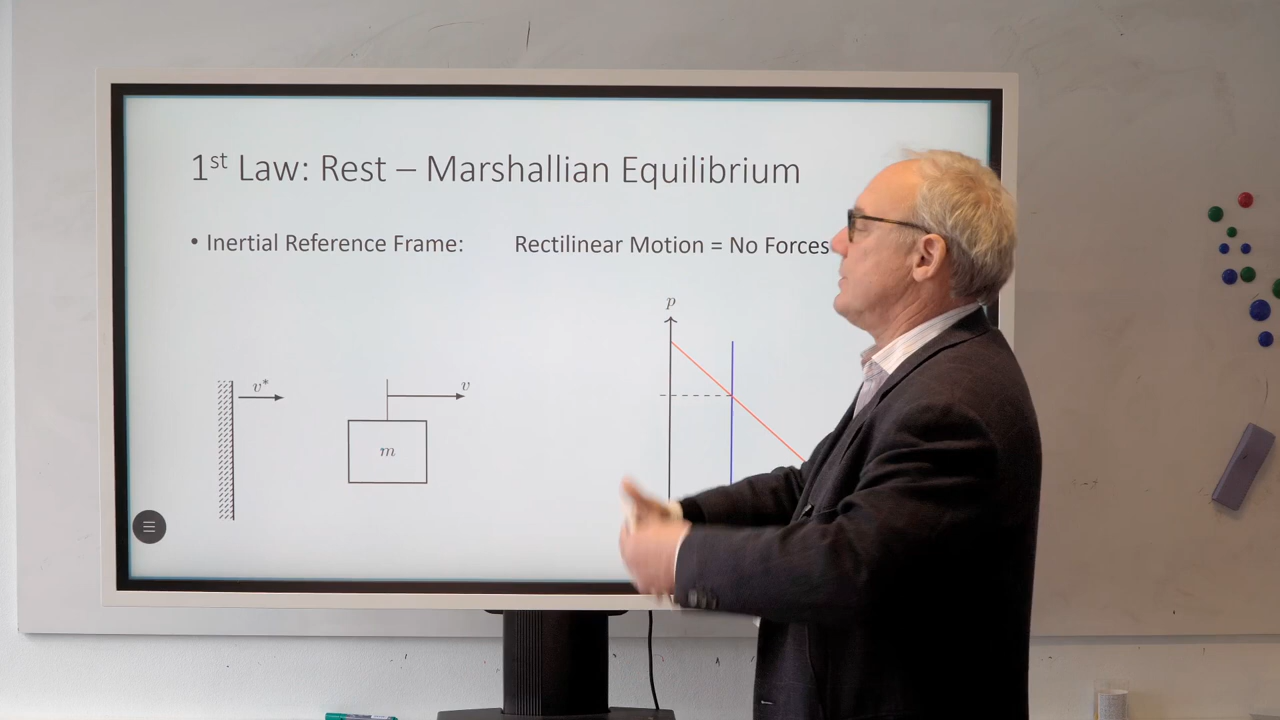 1st Law: Rest – Marshallian Equilibrium
• Inertial Reference Frame: Rectilinear Motion = No Forces
p
v* v
m